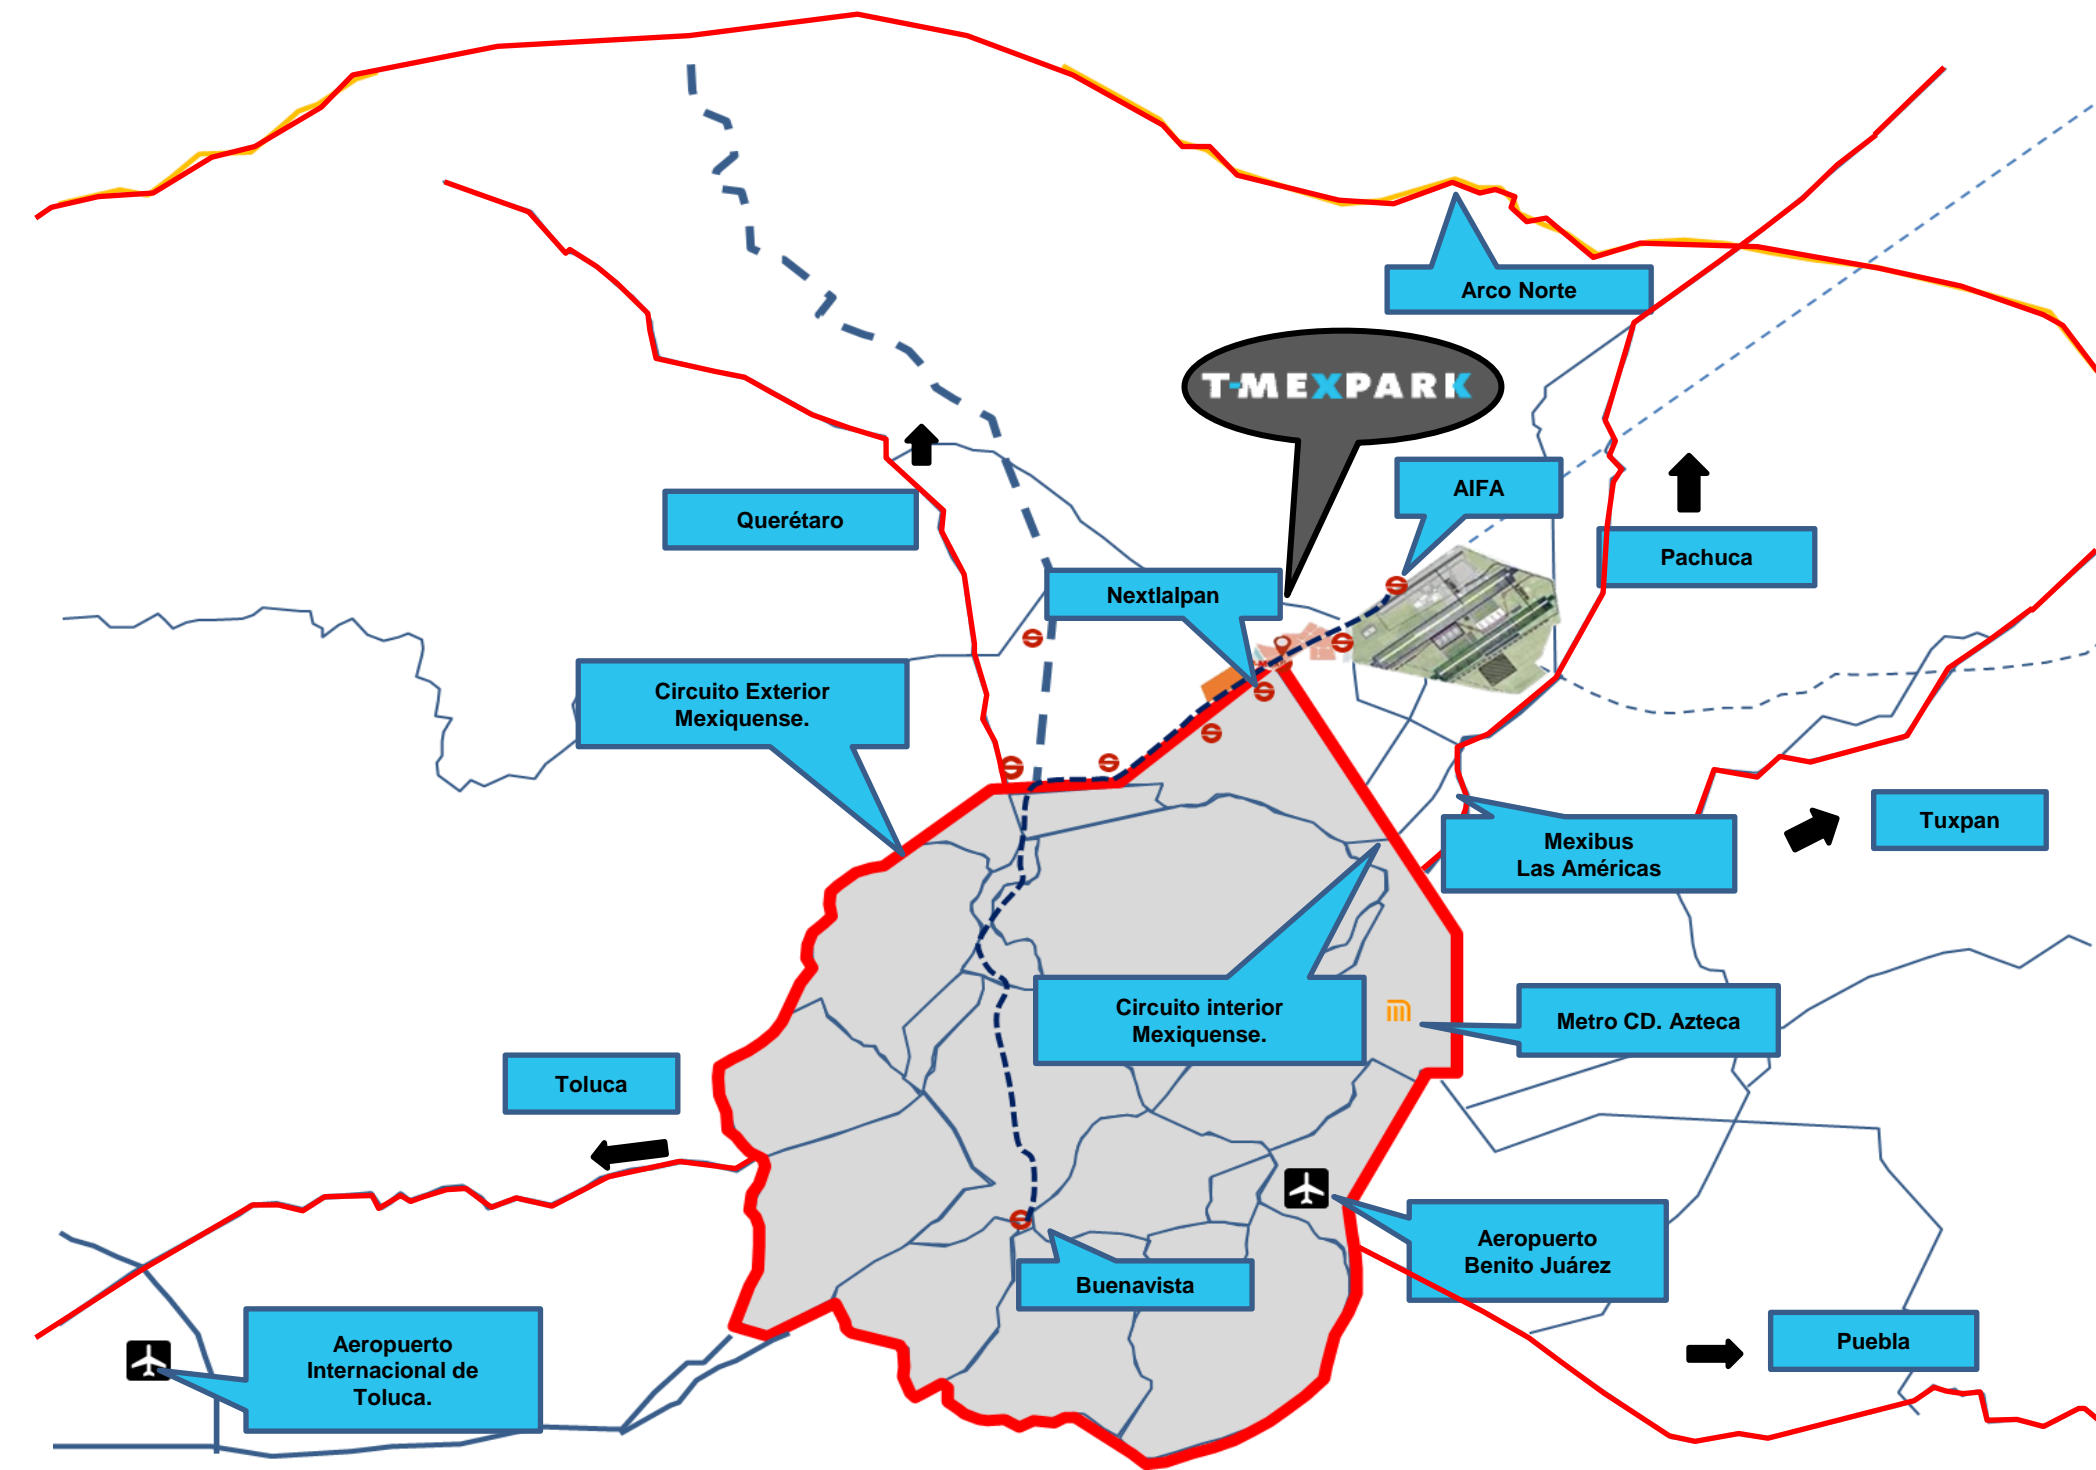 Arco Norte
T-MEXPARK
AIFA
Querétaro
Pachuca
Nextlalpan
Circuito Exterior
Mexiquense.
Tuxpan
Mexibus
Las Américas
Circuito interior
Mexiquense.
Metro CD. Azteca
Toluca
Aeropuerto
Benito Juárez
Buenavista
Puebla
Aeropuerto
Internacional de
Toluca.